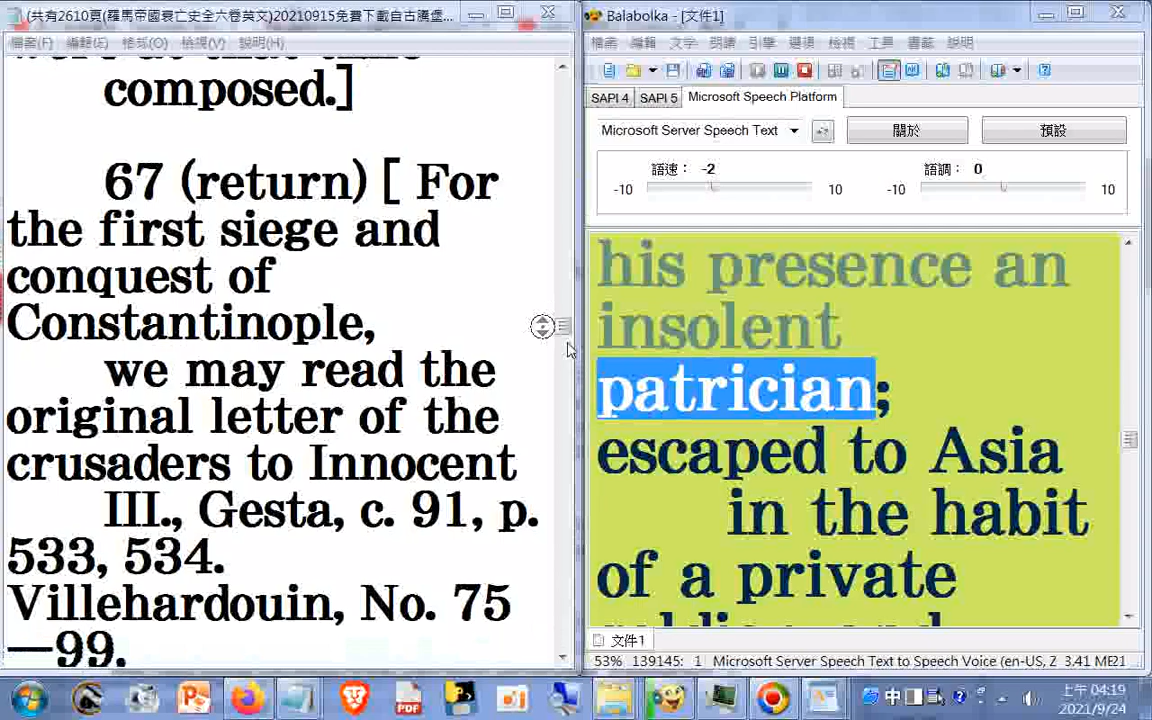 (共有2610頁(羅馬帝國衰亡史全六卷英文)20210915免費下載自古騰堡...
檔案(F) 編輯(E) 格式(O) 檢視(V) 說明(H)
composed.]
67 (return) [ For
the first siege and
conquest of
Constantinople,
we may read the
original letter of the
crusaders to Innocent
III., Gesta, c. 91, p.
533, 534.
Villehardouin, No. 75
—99.
Balabolka - [文件1]
檔案 編輯 文字 朗讀 引擎 選項 檢視 工具 書籤 說明
SAPI 4 SAPI 5 Microsoft Speech Platform
Microsoft Server Speech Text 關於 預設
語速: -2 語調: 0
-10 10 -10 10
his presence an
insolent
patrician;
escaped to Asia
in the habit
of a private
文件1
53% 139145: 1 Microsoft Server Speech Text to Speech Voice (en-US, Z 3.41 ME21
中
上午 04:19
2021/9/24